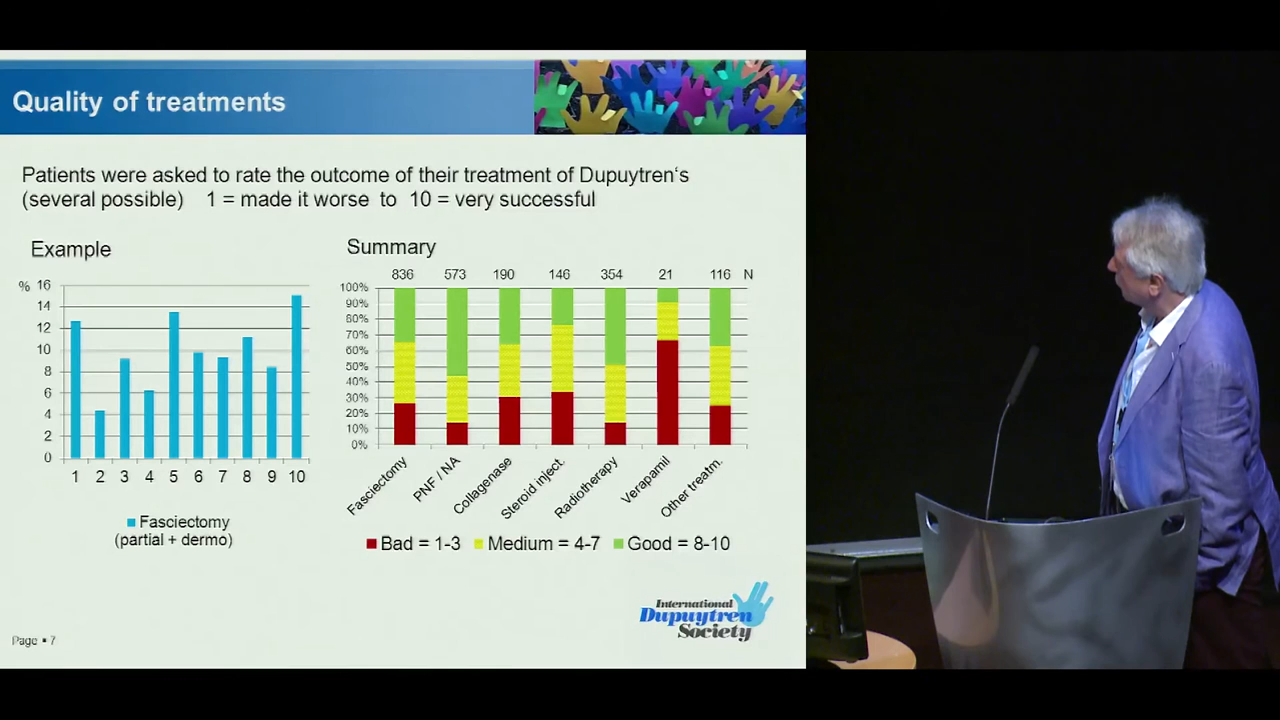 Quality of treatments
Patients were asked to rate the outcome of their treatment of Dupuytren‘s
(several possible) 1 = made it worse to 10 = very successful
Example
% 16
14
12
10
8
6
4
2
0
1 2 3 4 5 6 7 8 9 10
Fasciectomy
(partial + dermo)
Summary
836 573 190 146 354 21 116 N
100%
90%
80%
70%
60%
50%
40%
30%
20%
10%
0%
Fasciectomy
PNF / NA
Collagenase
Steroid inject.
Radiotherapy
Verapamil
Other treatm.
Bad = 1-3 Medium = 4-7 Good = 8-10
International
Dupuytren
Society
Page ▪ 7